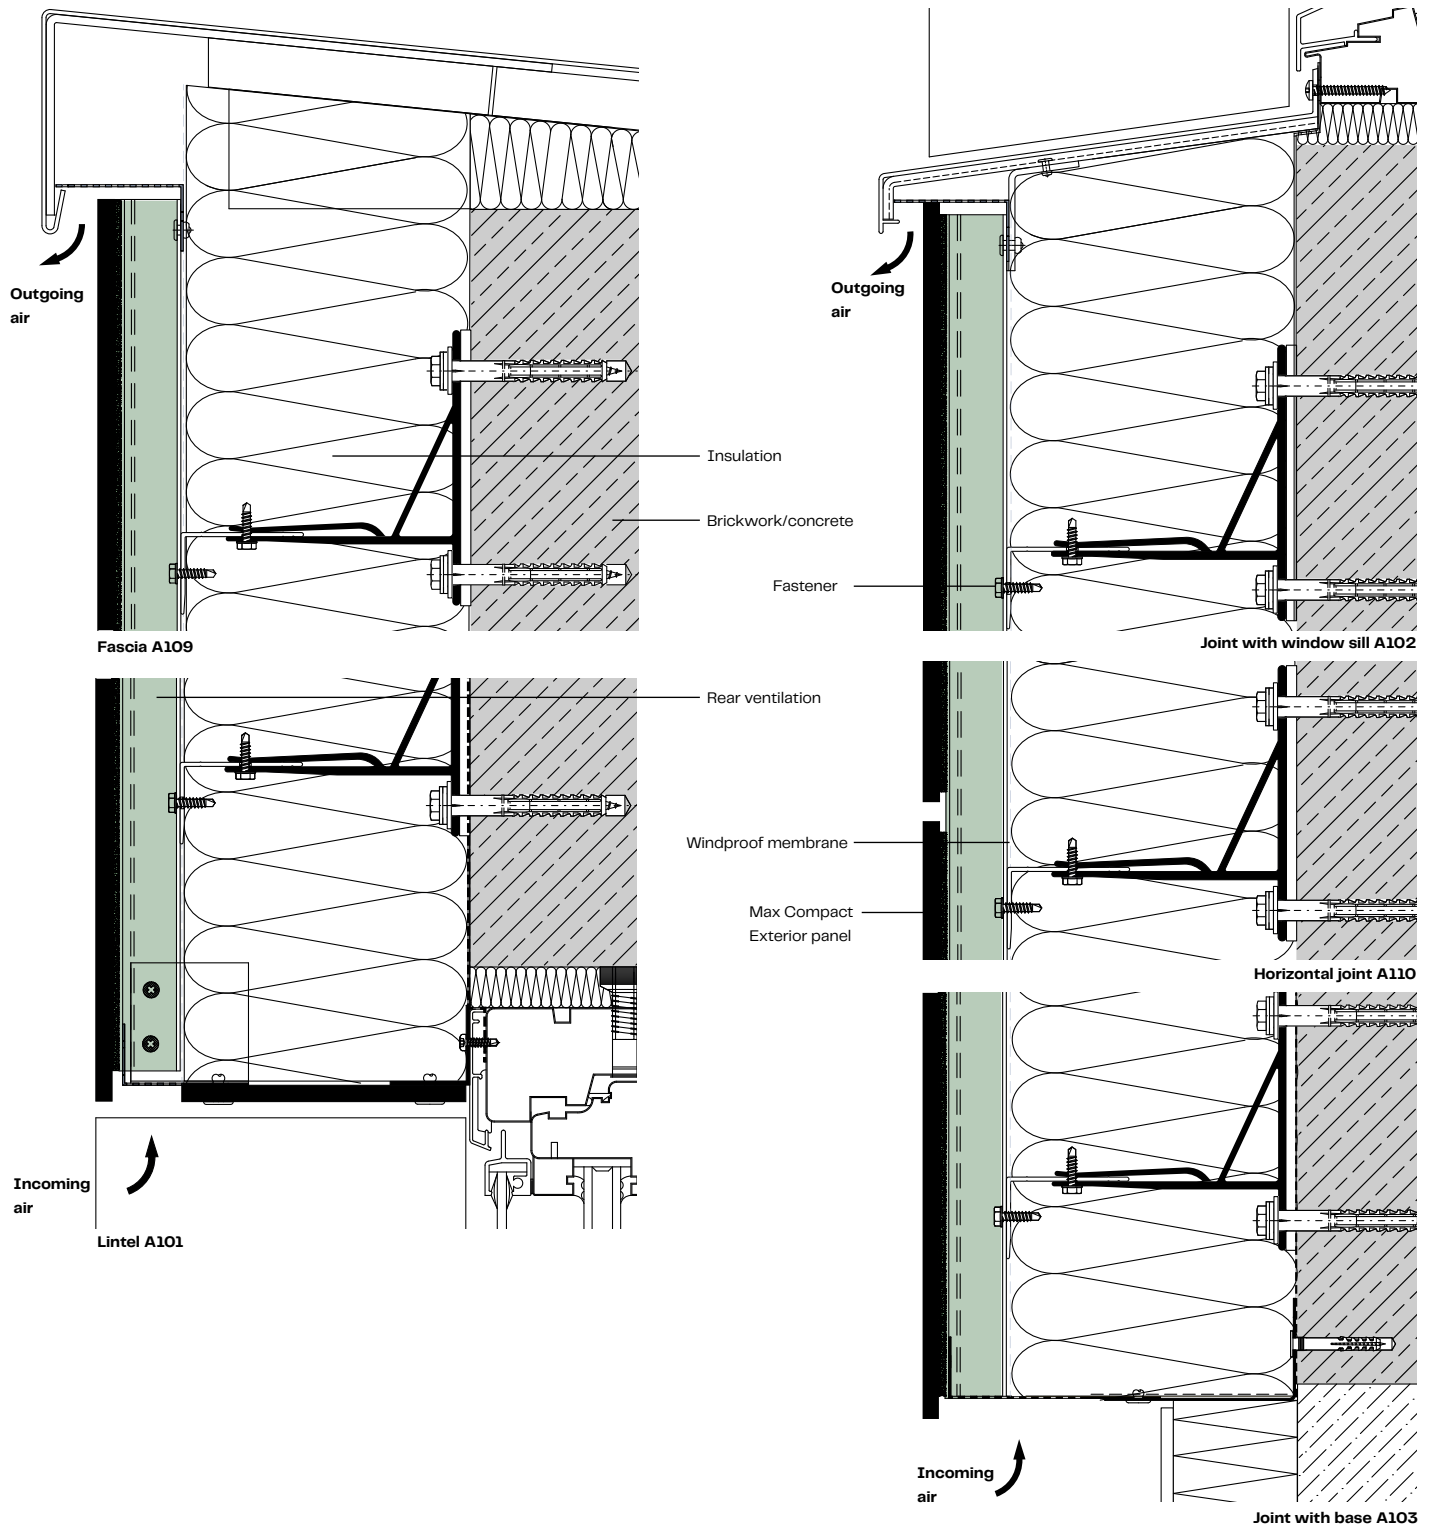 Outgoing
air
Outgoing
air
Insulation
Brickwork/concrete
Fastener
Fascia A109
Joint with window sill A102
Rear ventilation
Windproof membrane
Max Compact
Exterior panel
Horizontal joint A110
Incoming
air
Lintel A101
Incoming
air
Joint with base A103